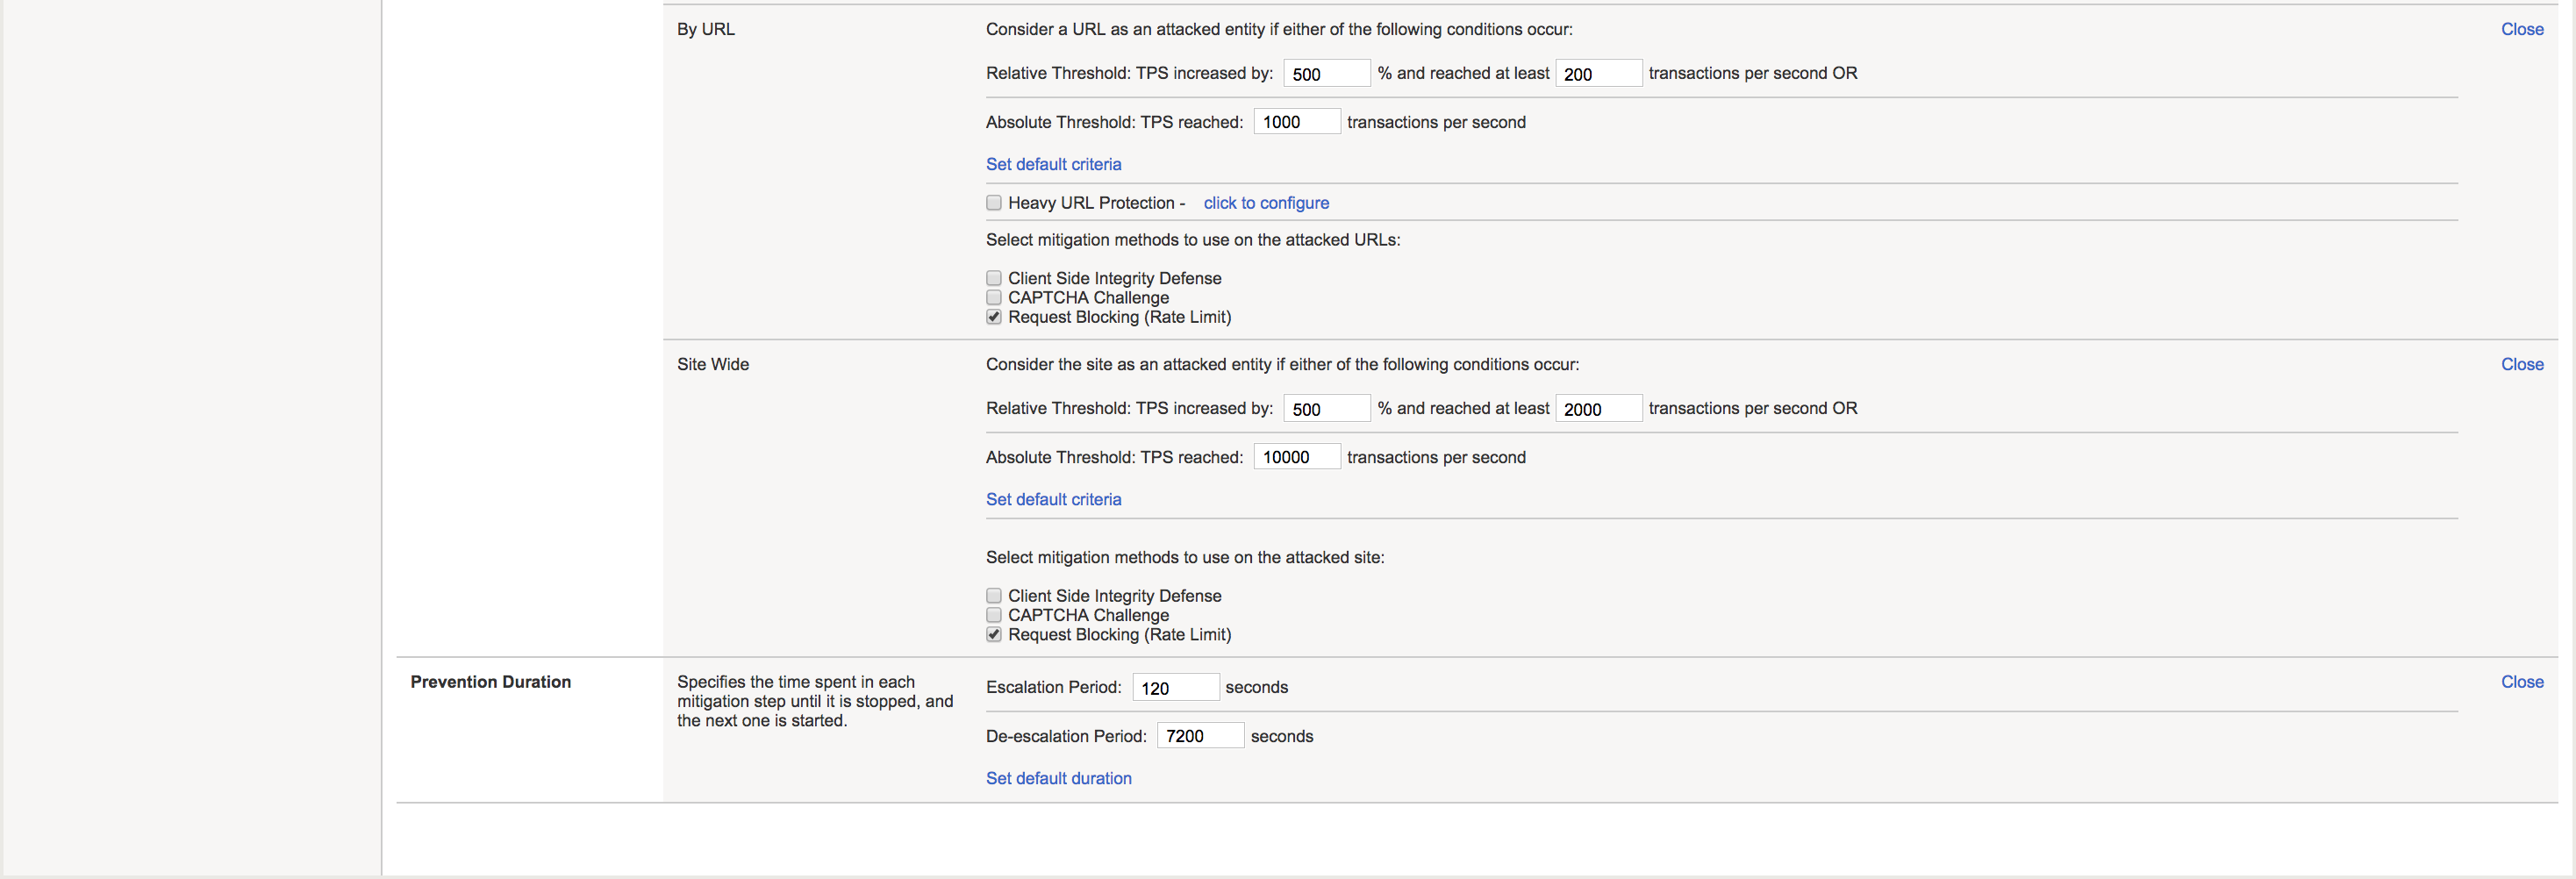 By URL
Consider a URL as an attacked entity if either of the following conditions occur:
Close
Relative Threshold: TPS increased by: 500 % and reached at least 200 transactions per second OR
Absolute Threshold: TPS reached: 1000 transactions per second
Set default criteria
Heavy URL Protection - click to configure
Select mitigation methods to use on the attacked URLs:
Client Side Integrity Defense
CAPTCHA Challenge
Request Blocking (Rate Limit)
Site Wide
Consider the site as an attacked entity if either of the following conditions occur:
Close
Relative Threshold: TPS increased by: 500 % and reached at least 2000 transactions per second OR
Absolute Threshold: TPS reached: 10000 transactions per second
Set default criteria
Select mitigation methods to use on the attacked site:
Client Side Integrity Defense
CAPTCHA Challenge
Request Blocking (Rate Limit)
Prevention Duration
Specifies the time spent in each
mitigation step until it is stopped, and
the next one is started.
Escalation Period: 120 seconds
Close
De-escalation Period: 7200 seconds
Set default duration